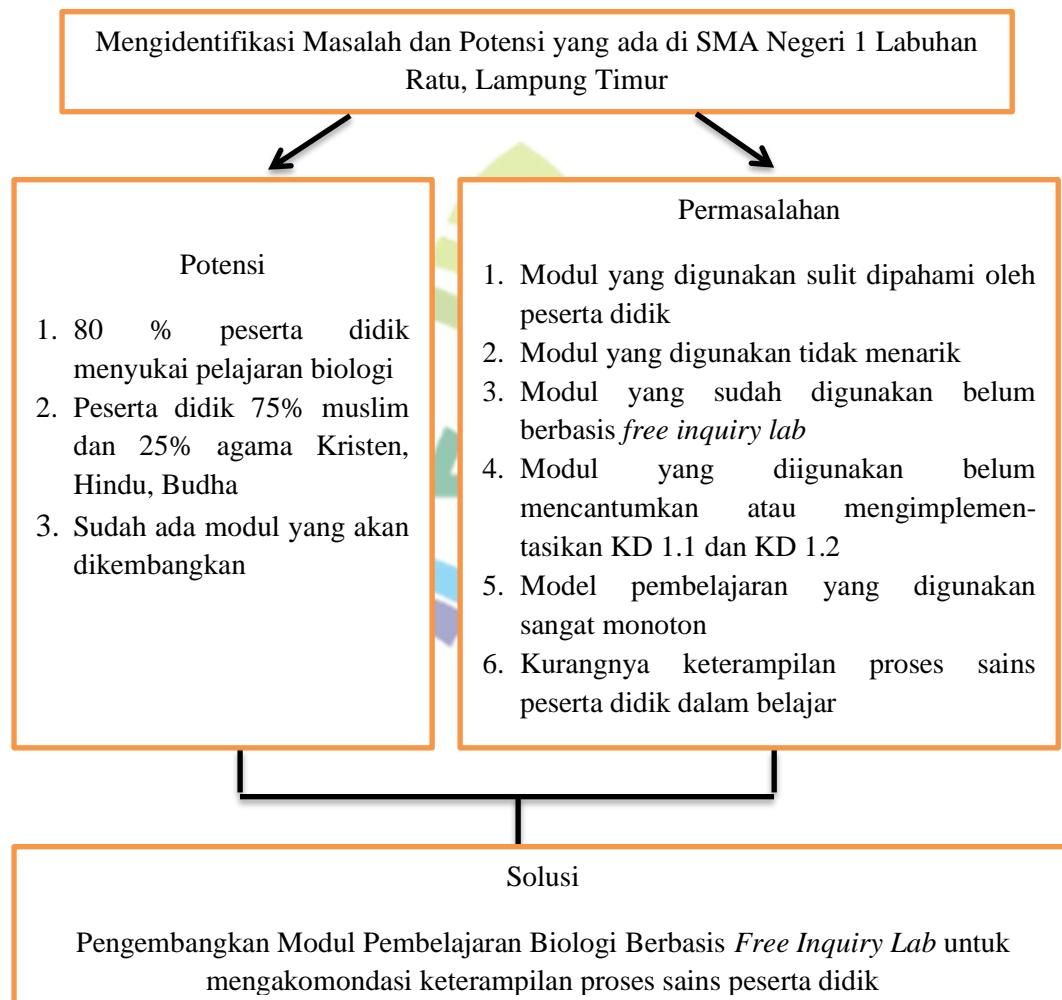 Mengidentifikasi Masalah dan Potensi yang ada di SMA Negeri 1 Labuhan
Ratu, Lampung Timur
Potensi
1. 80 % peserta didik
menyukai pelajaran biologi
2. Peserta didik 75% muslim
dan 25% agama Kristen,
Hindu, Budha
3. Sudah ada modul yang akan
dikembangkan
Permasalahan
1. Modul yang digunakan sulit dipahami oleh
peserta didik
2. Modul yang digunakan tidak menarik
3. Modul yang sudah digunakan belum
berbasis free inquiry lab
4. Modul yang diigunakan belum
mencantumkan atau mengimplemen-
tasikan KD 1.1 dan KD 1.2
5. Model pembelajaran yang digunakan
sangat monoton
6. Kurangnya keterampilan proses sains
peserta didik dalam belajar
Solusi
Pengembangkan Modul Pembelajaran Biologi Berbasis Free Inquiry Lab untuk
mengakomondasi keterampilan proses sains peserta didik